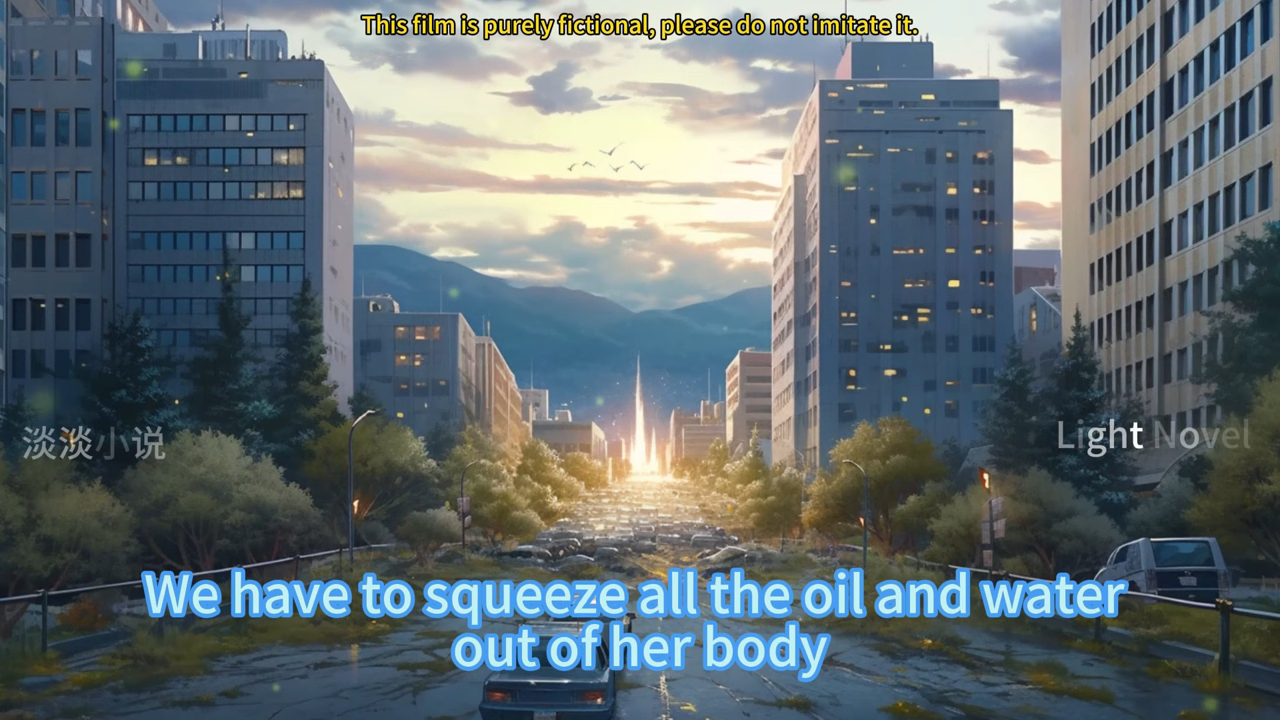 This film is purely fictional, please do not imitate it.
淡淡小说
Light Novel
We have to squeeze all the oil and water
out of her body